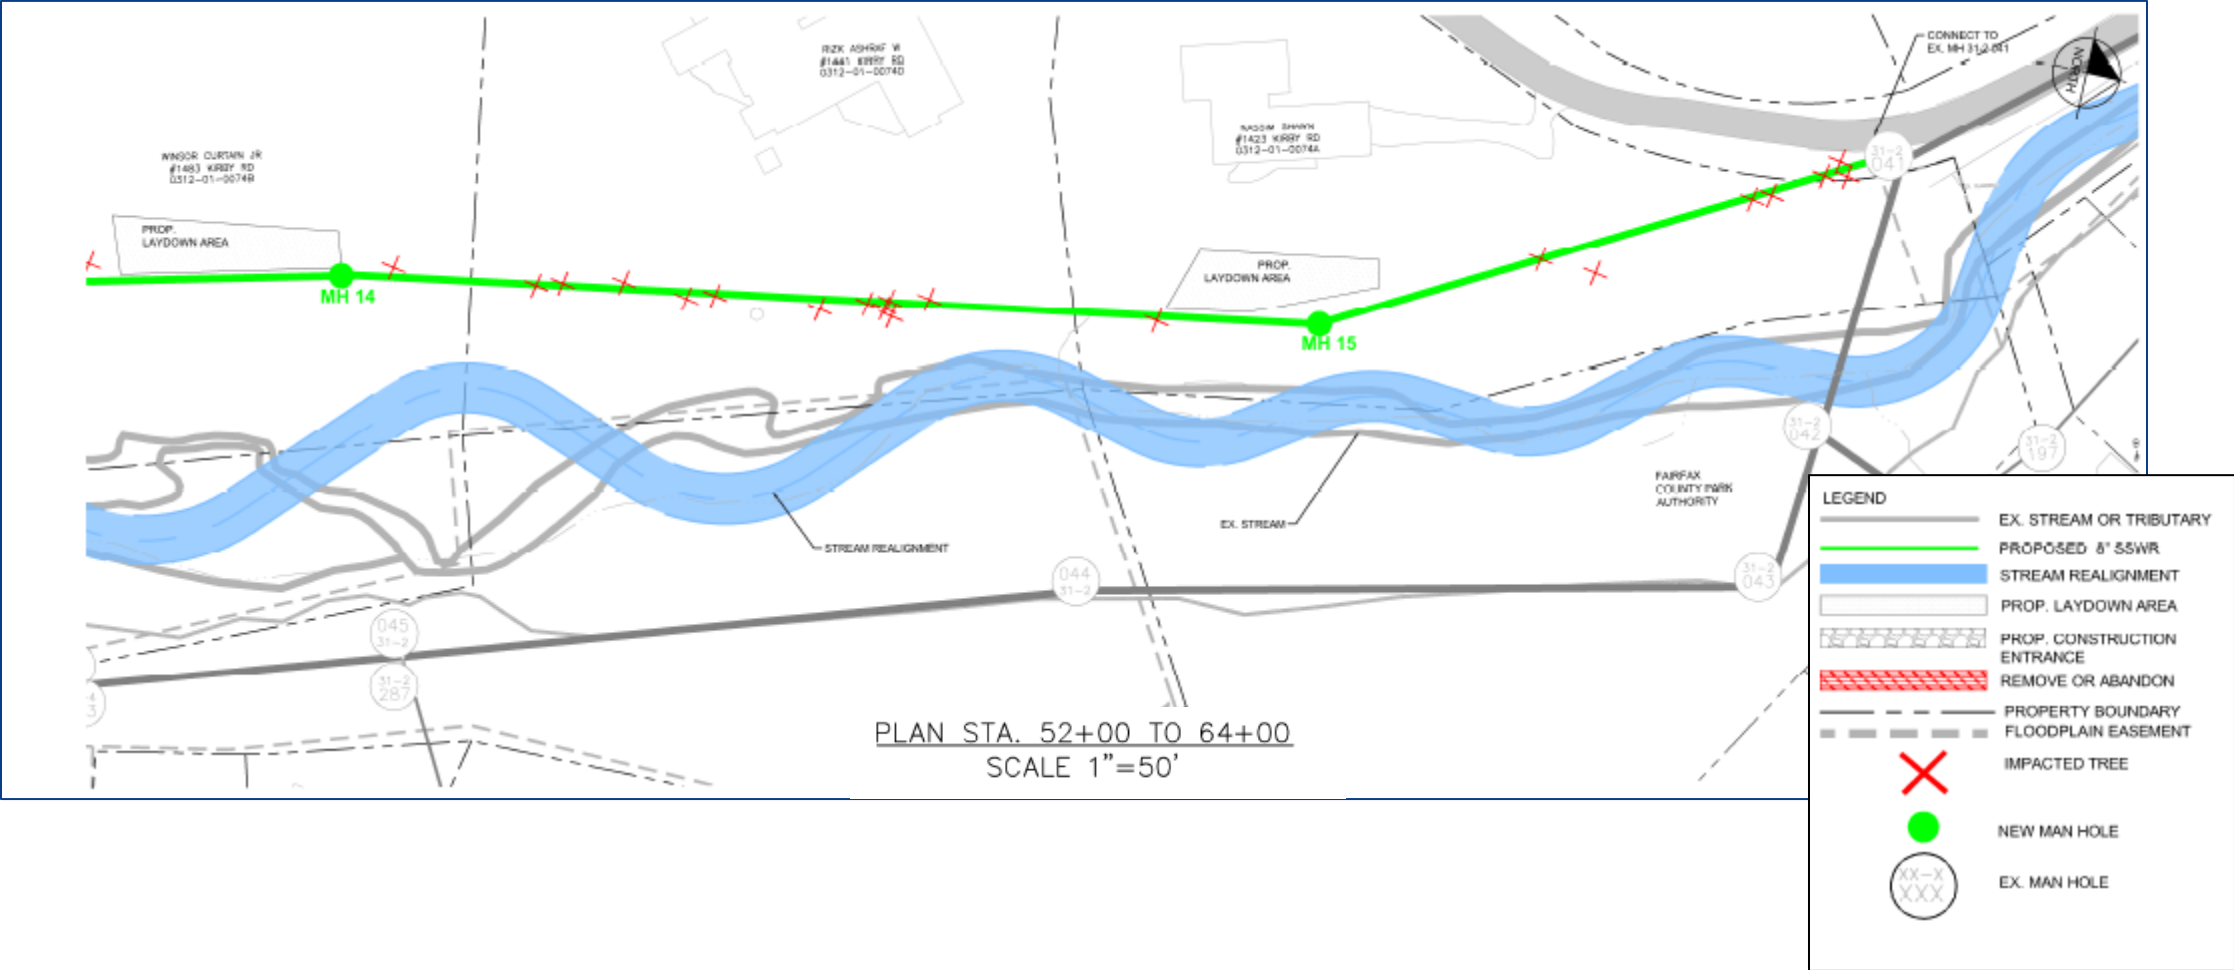 RIZK ASHRAF W
#1441 KIRBY RD
0312-01-0074D
CONNECT TO
EX. MH 31-2-041
NORTH
WINSOR CURTAIN JR
#1483 KIRBY RD
0312-01-0074B
NASSIM SHAWN
#1423 KIRBY RD
0312-01-0074A
31-2
041
PROP.
LAYDOWN AREA
PROP.
LAYDOWN AREA
MH 14
MH 15
31-2
042
31-2
197
FAIRFAX
COUNTY PARK
AUTHORITY
EX. STREAM
STREAM REALIGNMENT
044
31-2
31-2
043
045
31-2
31-2
287
PLAN STA. 52+00 TO 64+00
SCALE 1"=50'
LEGEND
EX. STREAM OR TRIBUTARY
PROPOSED 8" SSWR
STREAM REALIGNMENT
PROP. LAYDOWN AREA
PROP. CONSTRUCTION
ENTRANCE
REMOVE OR ABANDON
PROPERTY BOUNDARY
FLOODPLAIN EASEMENT
IMPACTED TREE
NEW MAN HOLE
XX-X
XXX
EX. MAN HOLE